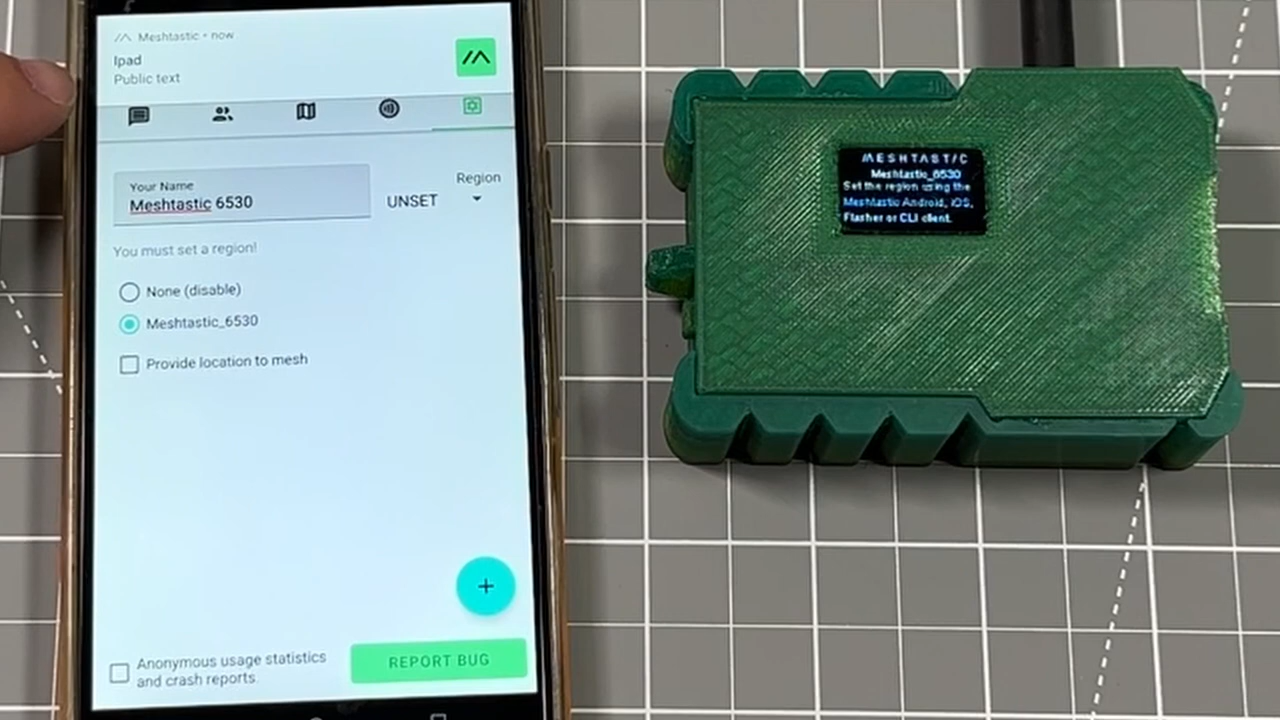 Meshtastic • now
Ipad
Public text
Your Name
Meshtastic 6530
UNSET
Region
You must set a region!
None (disable)
Meshtastic_6530
Provide location to mesh
Anonymous usage statistics
and crash reports.
REPORT BUG
MESHTASTIC
Meshtastic_6530
Set the region using the
Meshtastic Android, iOS,
Flasher or CLI client.